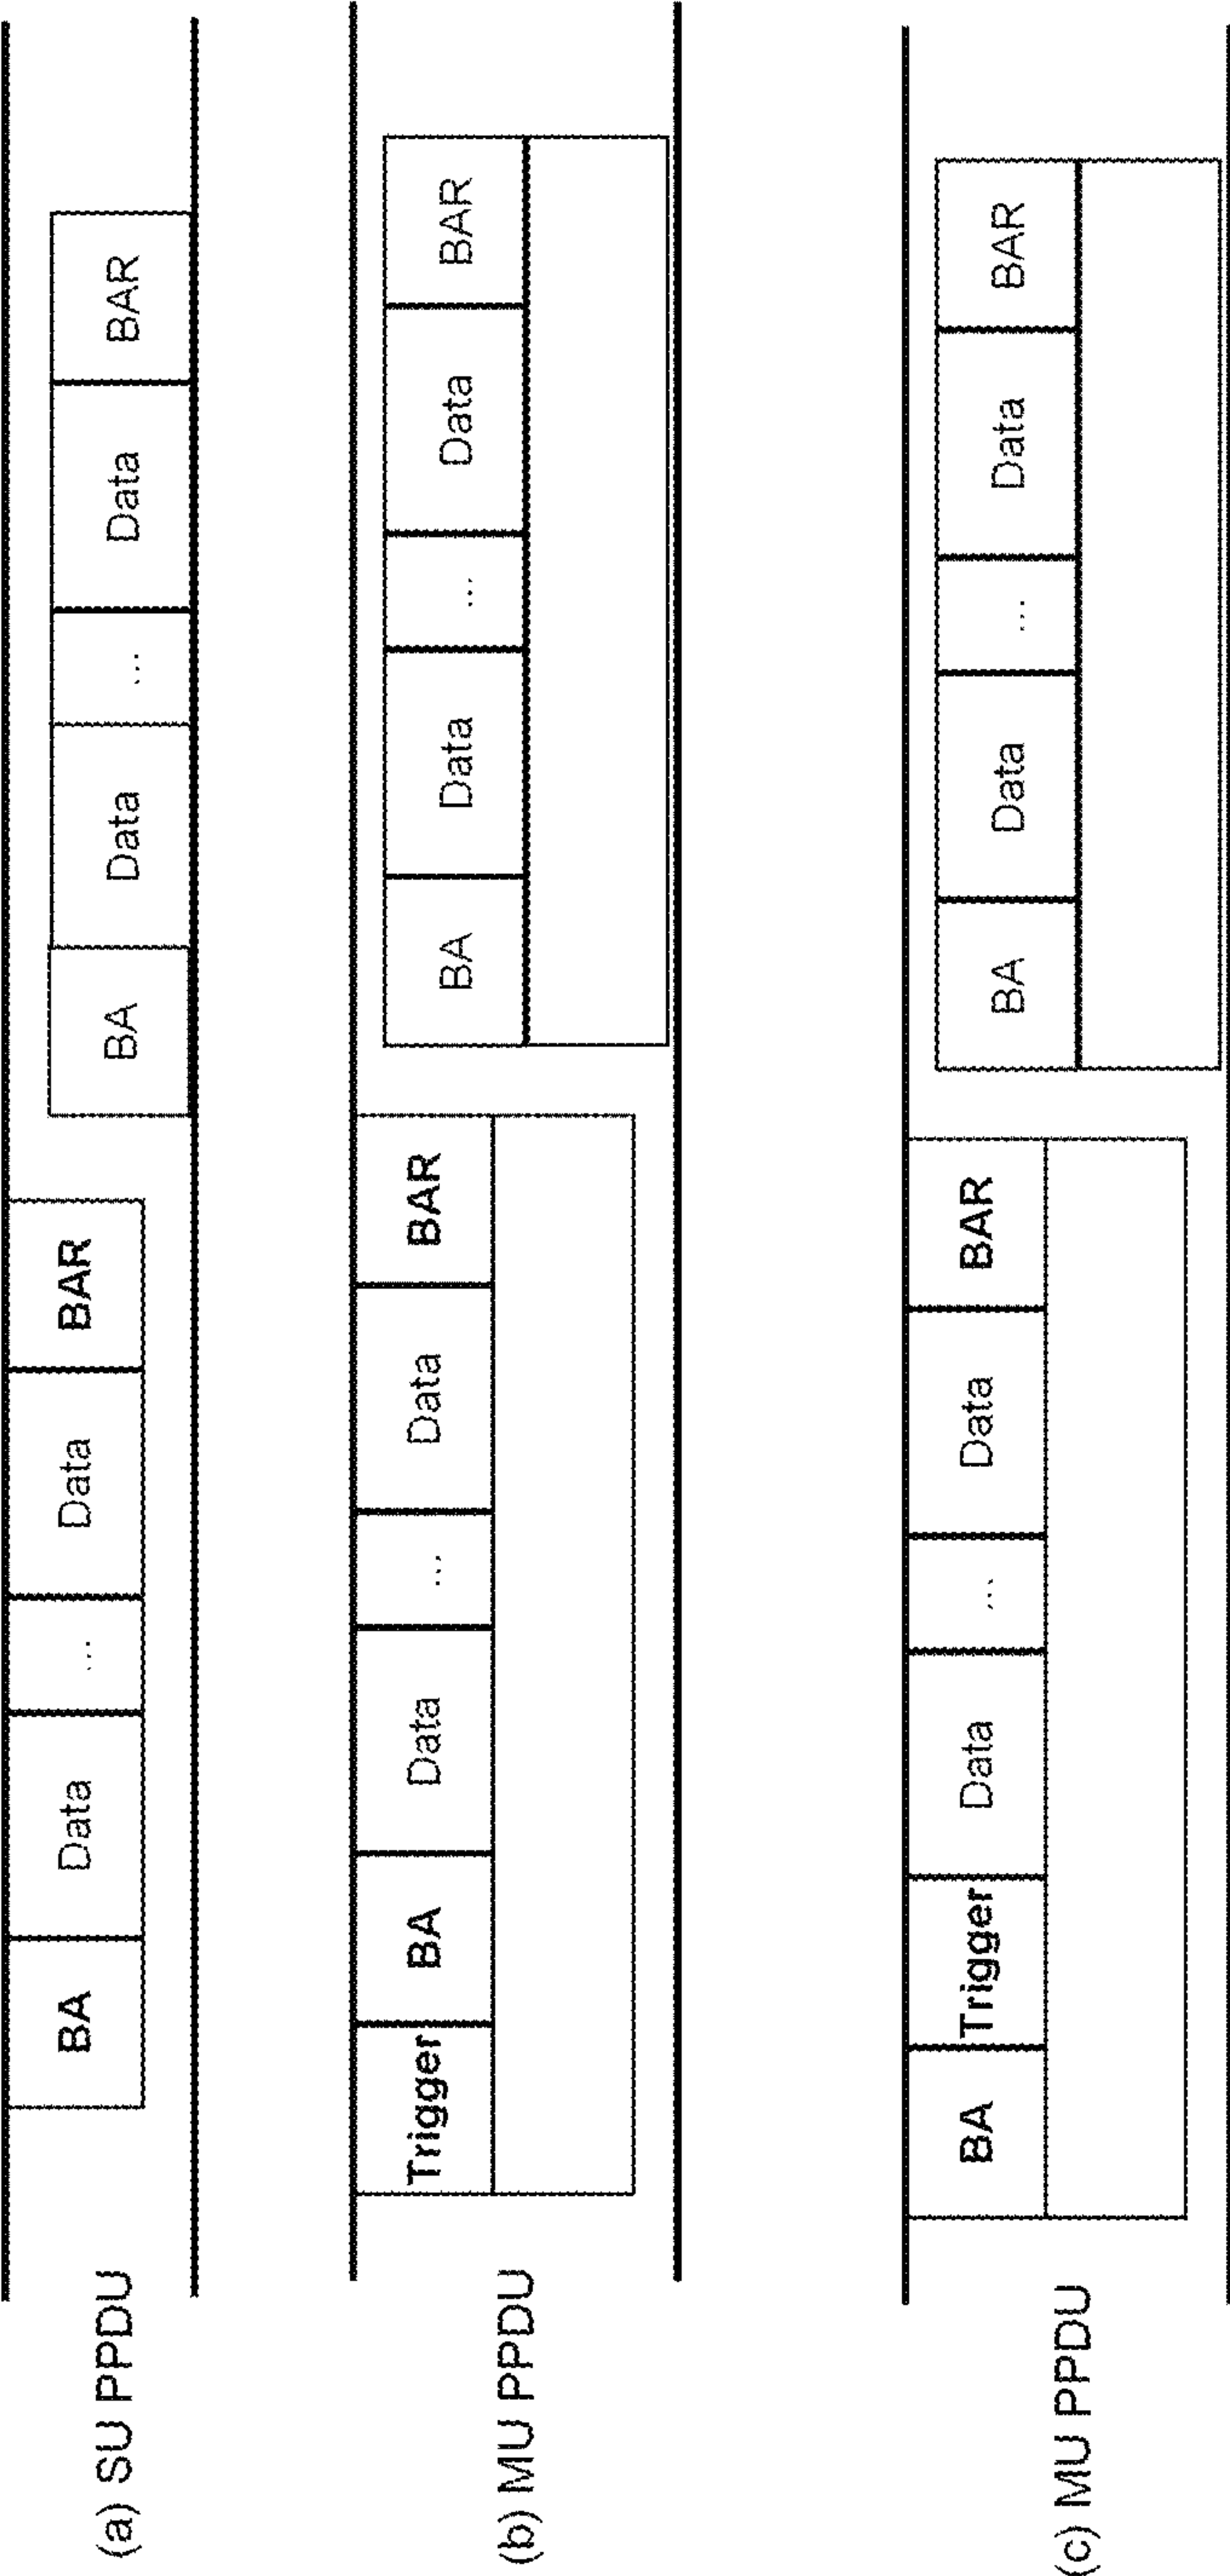 (a) SU PPDU
BA Data ... Data BAR
BA Data ... Data BAR
(b) MU PPDU
Trigger BA Data ... Data BAR
BA Data ... Data BAR
(c) MU PPDU
BA Trigger Data ... Data BAR
BA Data ... Data BAR